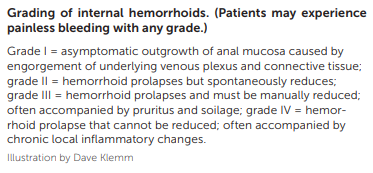 Grading of internal hemorrhoids. (Patients may experience
painless bleeding with any grade.)
Grade I = asymptomatic outgrowth of anal mucosa caused by
engorgement of underlying venous plexus and connective tissue;
grade II = hemorrhoid prolapses but spontaneously reduces;
grade III = hemorrhoid prolapses and must be manually reduced;
often accompanied by pruritus and soilage; grade IV = hemor-
rhoid prolapse that cannot be reduced; often accompanied by
chronic local inflammatory changes.
Illustration by Dave Klemm